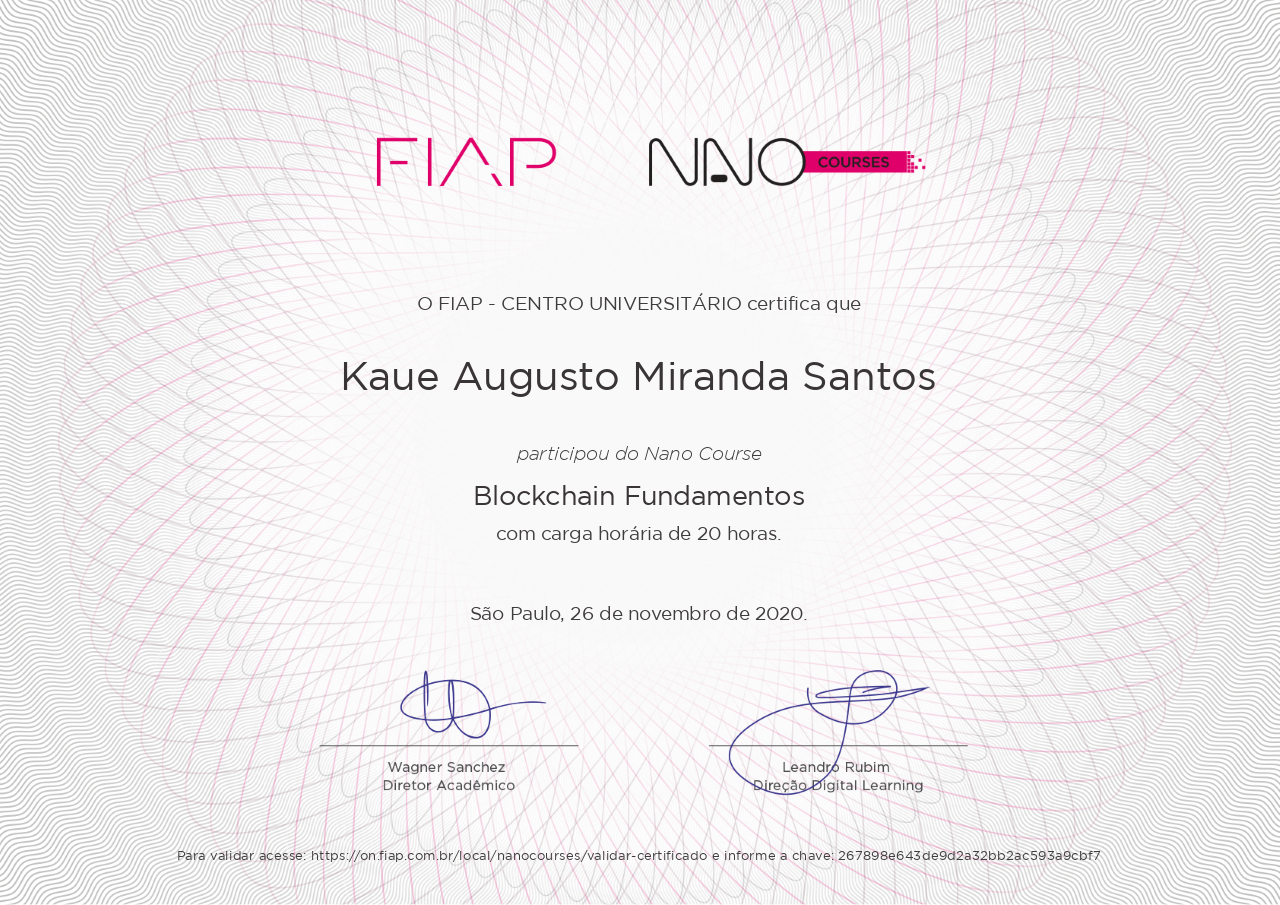 FIAP NANO COURSES
O FIAP - CENTRO UNIVERSITÁRIO certifica que
Kaue Augusto Miranda Santos
participou do Nano Course
Blockchain Fundamentos
com carga horária de 20 horas.
São Paulo, 26 de novembro de 2020.
Wagner Sanchez
Diretor Acadêmico
Leandro Rubim
Direção Digital Learning
Para validar acesse: https://on.fiap.com.br/local/nanocourses/validar-certificado e informe a chave: 267898e643de9d2a32bb2ac593a9cbf7